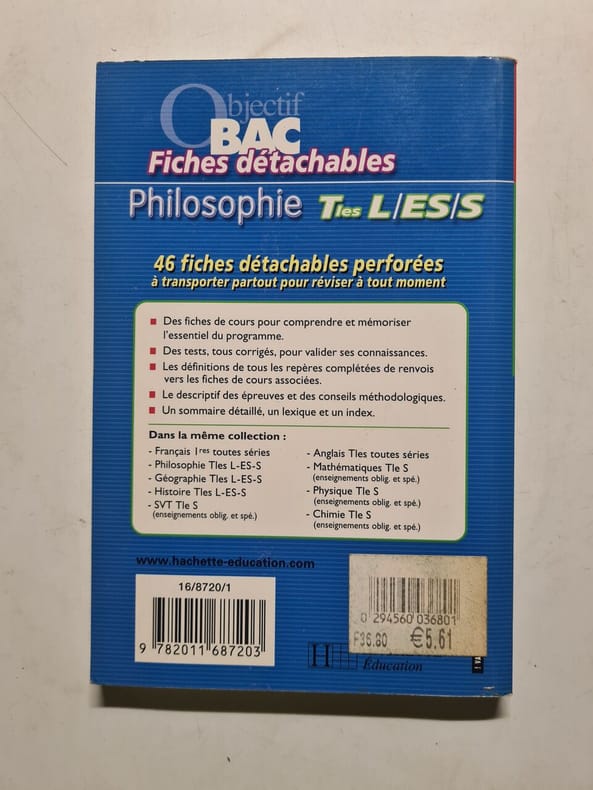 Objectif
BAC
Fiches détachables
Philosophie Tles L/ES/S
46 fiches détachables perforées
à transporter partout pour réviser à tout moment
■ Des fiches de cours pour comprendre et mémoriser
l'essentiel du programme.
■ Des tests, tous corrigés, pour valider ses connaissances.
■ Les définitions de tous les repères complétées de renvois
vers les fiches de cours associées.
■ Le descriptif des épreuves et des conseils méthodologiques.
■ Un sommaire détaillé, un lexique et un index.
Dans la même collection :
- Français 1res toutes séries
- Philosophie Tles L-ES-S
- Géographie Tles L-ES-S
- Histoire Tles L-ES-S
- SVT Tle S
(enseignements oblig. et spé.)
- Anglais Tles toutes séries
- Mathématiques Tle S
(enseignements oblig. et spé.)
- Physique Tle S
(enseignements oblig. et spé.)
- Chimie Tle S
(enseignements oblig. et spé.)
www.hachette-education.com
16/8720/1
9 782011 687203
0 294560 036801
F36.80 €5.61
H
Éducation